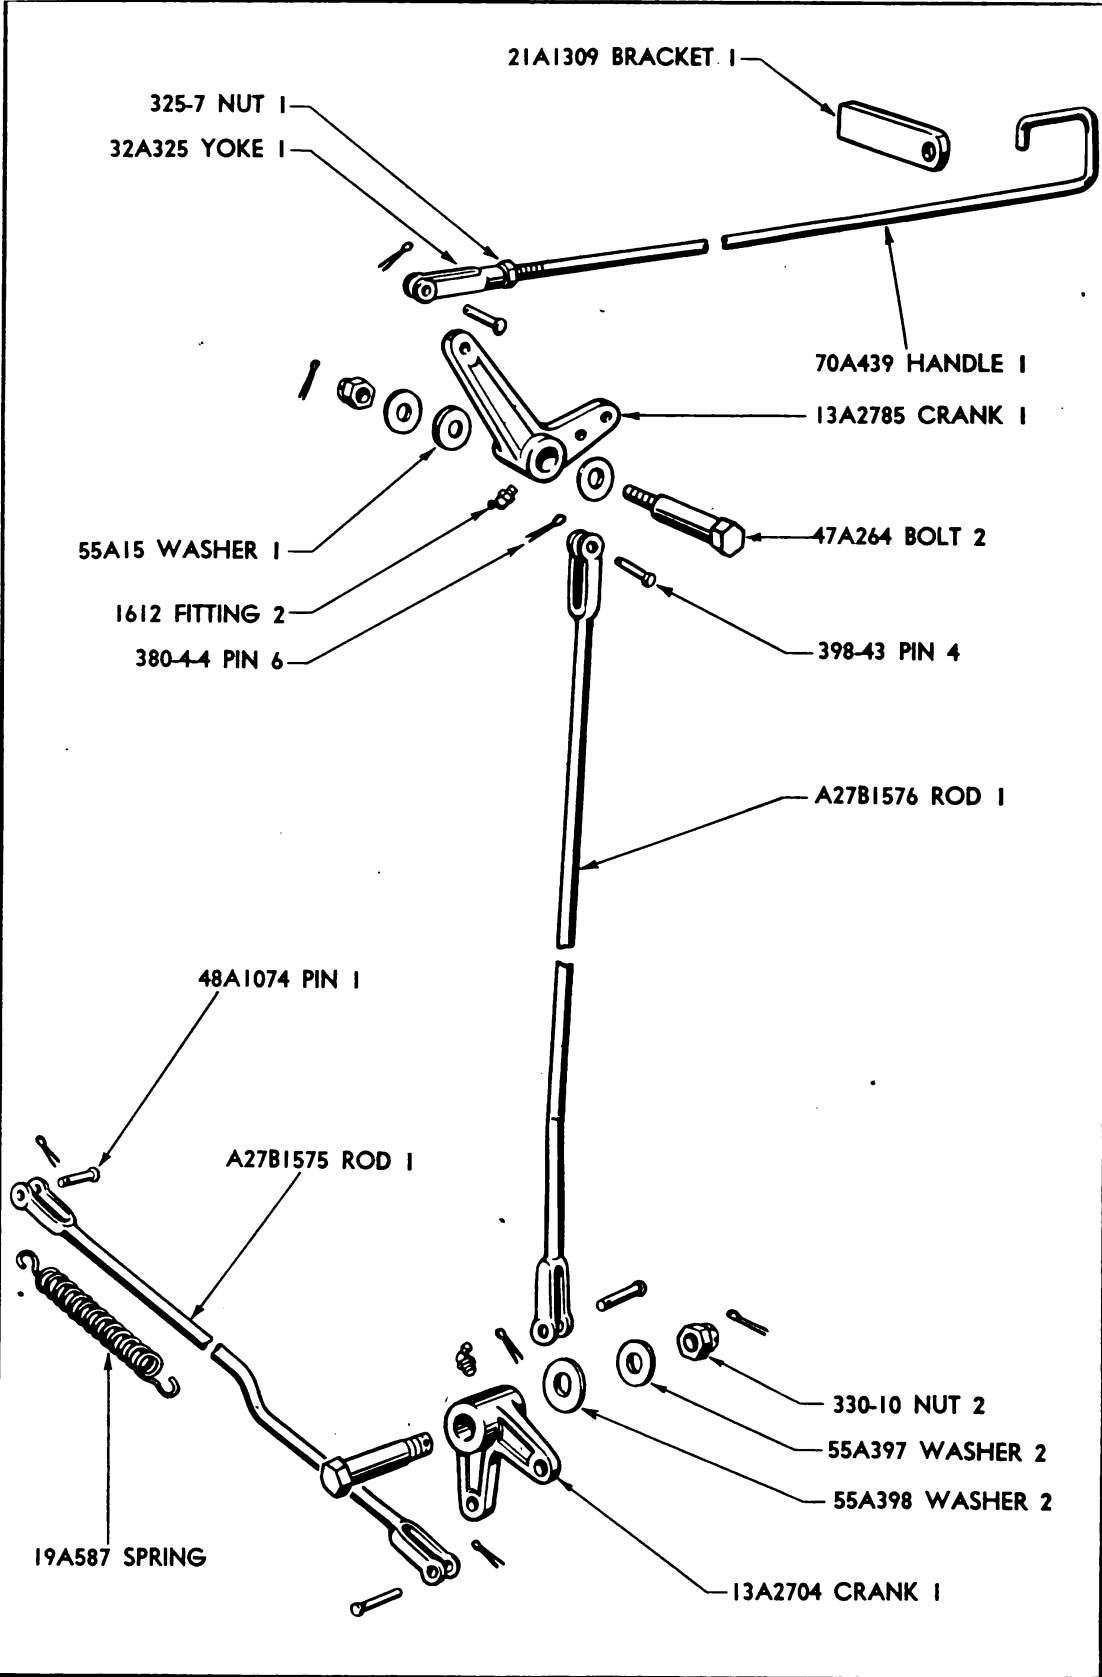 21A1309 BRACKET 1
325-7 NUT 1
32A325 YOKE 1
70A439 HANDLE 1
13A2785 CRANK 1
47A264 BOLT 2
55A15 WASHER 1
1612 FITTING 2
380-4-4 PIN 6
398-43 PIN 4
A27B1576 ROD 1
48A1074 PIN 1
A27B1575 ROD 1
330-10 NUT 2
55A397 WASHER 2
55A398 WASHER 2
19A587 SPRING
13A2704 CRANK 1